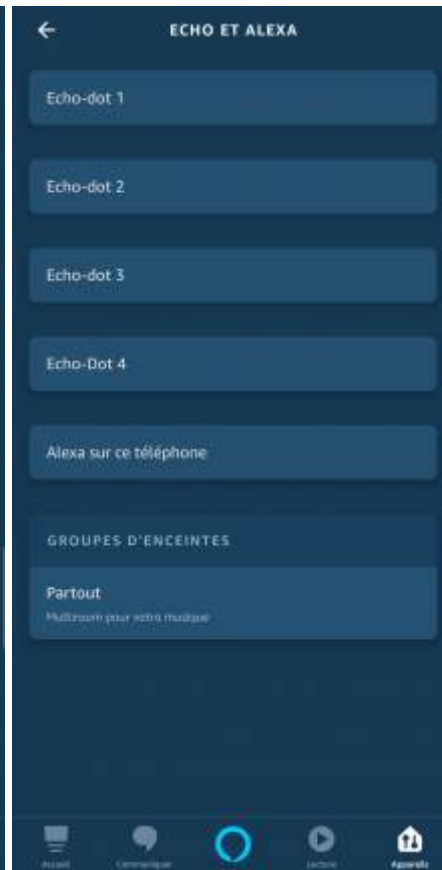 ECHO ET ALEXA
Echo-dot 1
Echo-dot 2
Echo-dot 3
Echo-Dot 4
Alexa sur ce téléphone
GROUPES D'ENCEINTES
Partout
Multiroom pour votre musique
Accueil
Communiquer
Lecture
Appareils